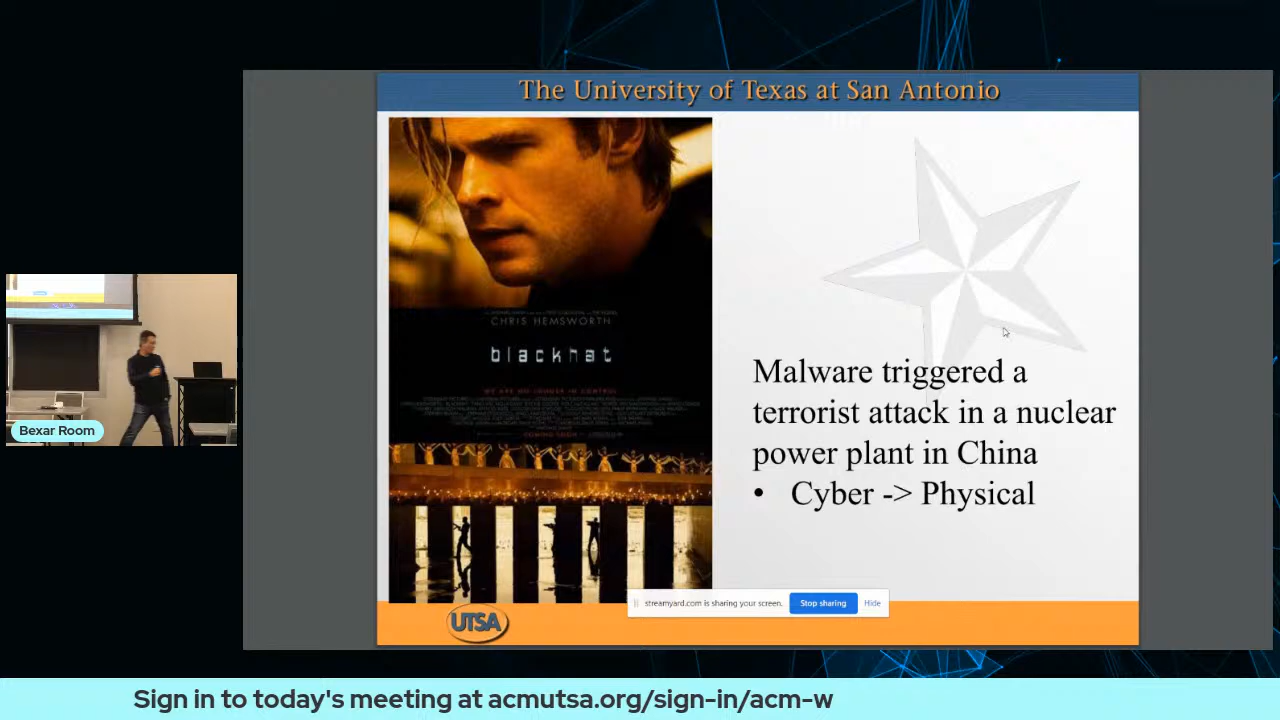 The University of Texas at San Antonio
CHRIS HEMSWORTH
blackhat
Malware triggered a
terrorist attack in a nuclear
power plant in China
• Cyber -> Physical
Bexar Room
streamyard.com is sharing your screen.
Stop sharing
Hide
UTSA
Sign in to today's meeting at acmutsa.org/sign-in/acm-w